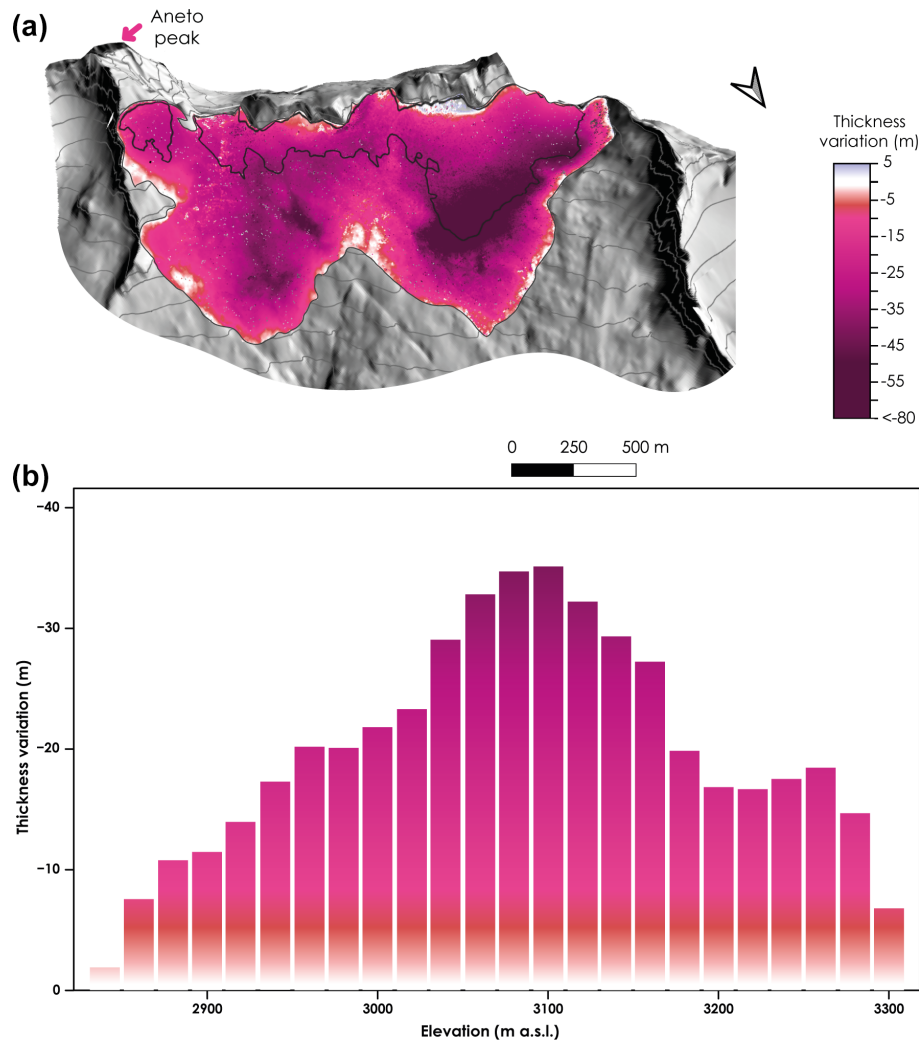 (a)
Aneto
peak
Thickness
variation (m)
5
-5
-15
-25
-35
-45
-55
<-80
0 250 500 m
(b)
−40
−30
−20
−10
0
Thickness variation (m)
2900 3000 3100 3200 3300
Elevation (m a.s.l.)